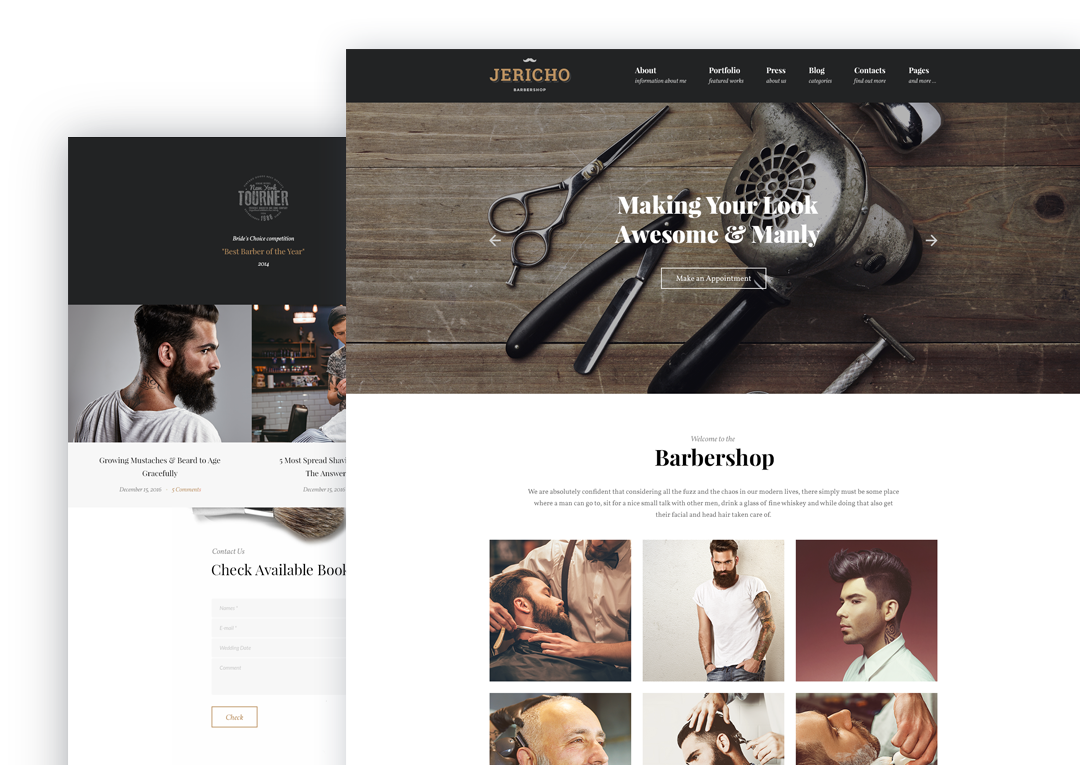 JERICHO
BARBERSHOP
About
information about me
Portfolio
featured works
Press
about us
Blog
categories
Contacts
find out more
Pages
and more ...
Making Your Look
Awesome & Manly
Make an Appointment
Welcome to the
Barbershop
We are absolutely confident that considering all the fuzz and the chaos in our modern lives, there simply must be some place
where a man can go to, sit for a nice small talk with other men, drink a glass of fine whiskey and while doing that also get
their facial and head hair taken care of.
New York
TOURNER
Bride's Choice competition
"Best Barber of the Year"
2014
Growing Mustaches & Beard to Age
Gracefully
December 15, 2016
5 Comments
5 Most Spread Shavi
The Answer
December 15, 2016
Contact Us
Check Available Book
Name *
E-mail *
Wedding Date
Comment
Check